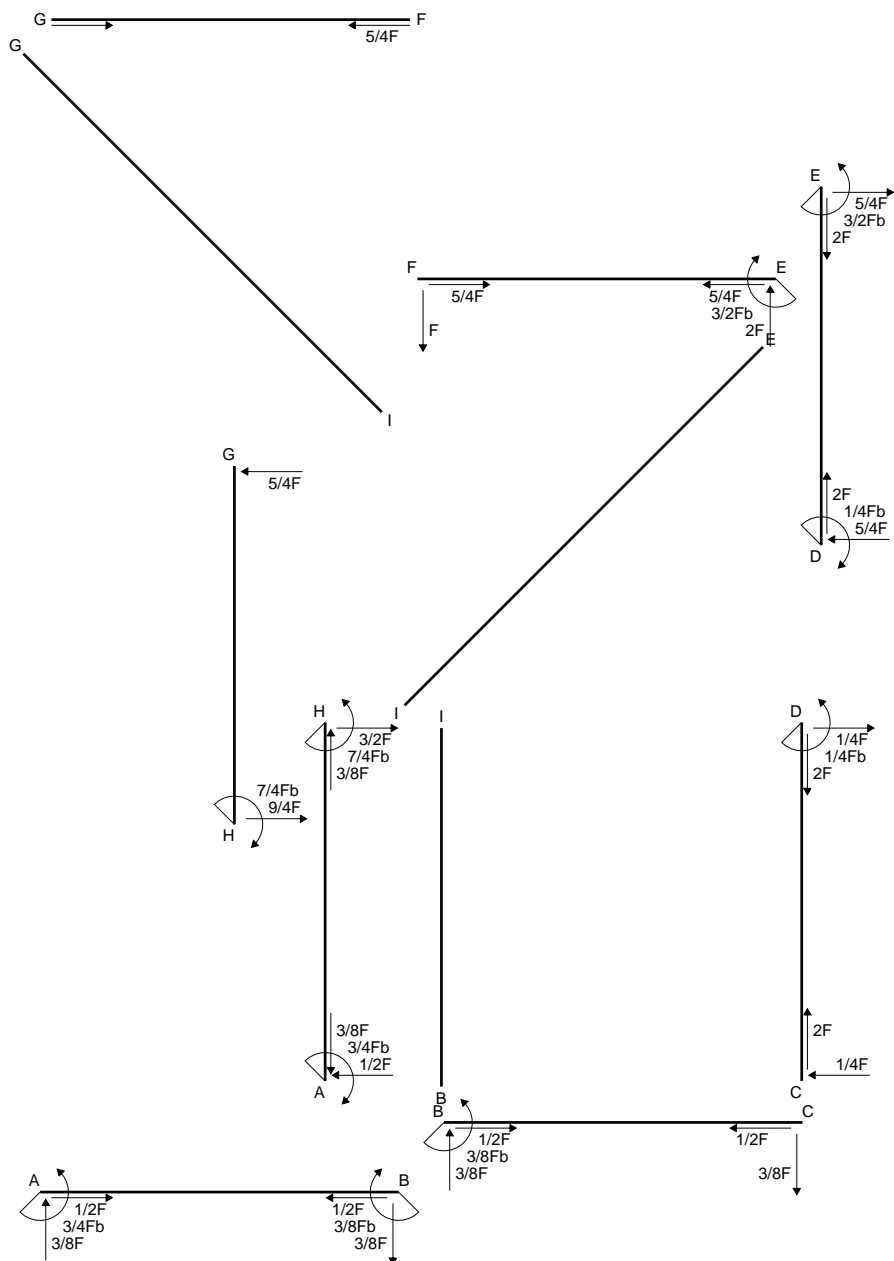 G F
5/4F
G
E
5/4F
3/2Fb
2F
F E
5/4F 5/4F
3/2Fb
F 2F
E
I
G
5/4F
2F
1/4Fb
5/4F
D
H I I D
3/2F 1/4F
7/4Fb 1/4Fb
3/8F 2F
7/4Fb
9/4F
H
3/8F 2F
3/4Fb
1/2F 1/4F
A B C
B C
1/2F 1/2F
3/8Fb
3/8F 3/8F
A B
1/2F 1/2F
3/4Fb 3/8Fb
3/8F 3/8F